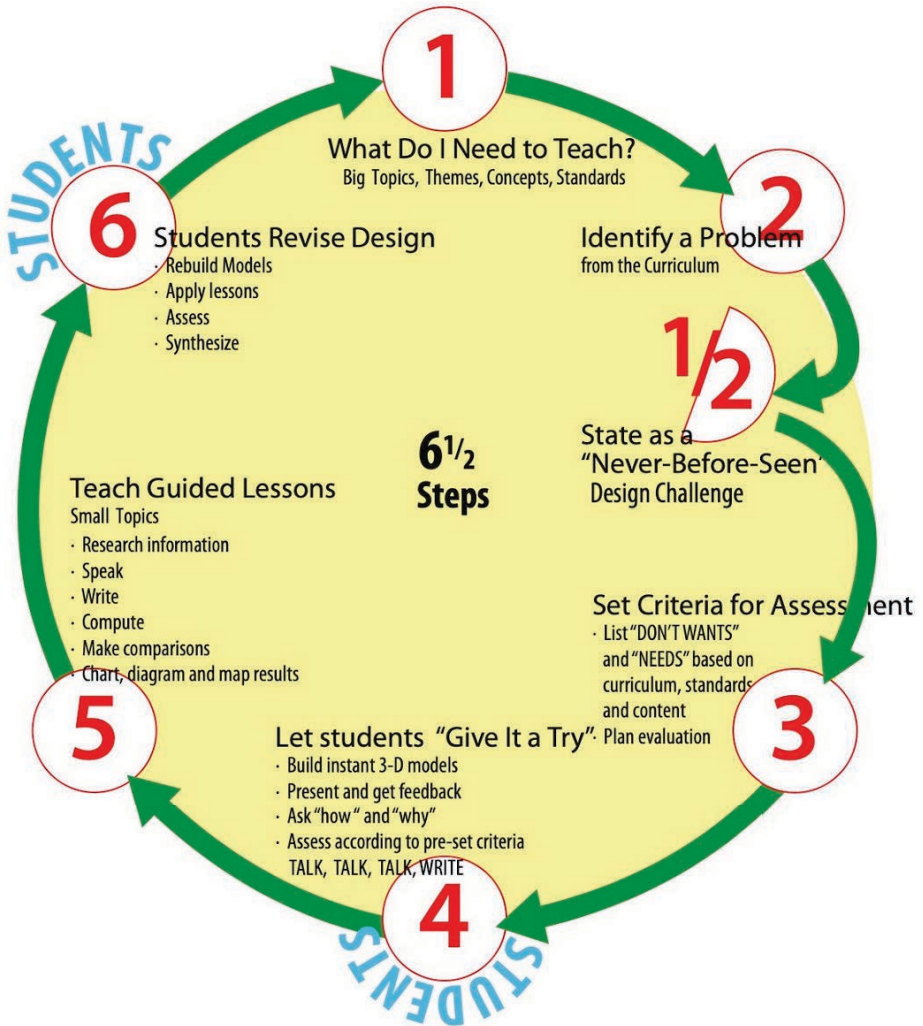 1
What Do I Need to Teach?
Big Topics, Themes, Concepts, Standards
2
Identify a Problem
from the Curriculum
1/2
State as a
“Never-Before-Seen”
Design Challenge
3
Set Criteria for Assessment
· List “DON'T WANTS”
and “NEEDS” based on
curriculum, standards
and content
· Plan evaluation
4
STUDENTS
Let students “Give It a Try”
· Build instant 3-D models
· Present and get feedback
· Ask “how” and “why”
· Assess according to pre-set criteria
TALK, TALK, TALK, WRITE
5
Teach Guided Lessons
Small Topics
· Research information
· Speak
· Write
· Compute
· Make comparisons
· Chart, diagram and map results
6
STUDENTS
Students Revise Design
· Rebuild Models
· Apply lessons
· Assess
· Synthesize
6 1/2
Steps